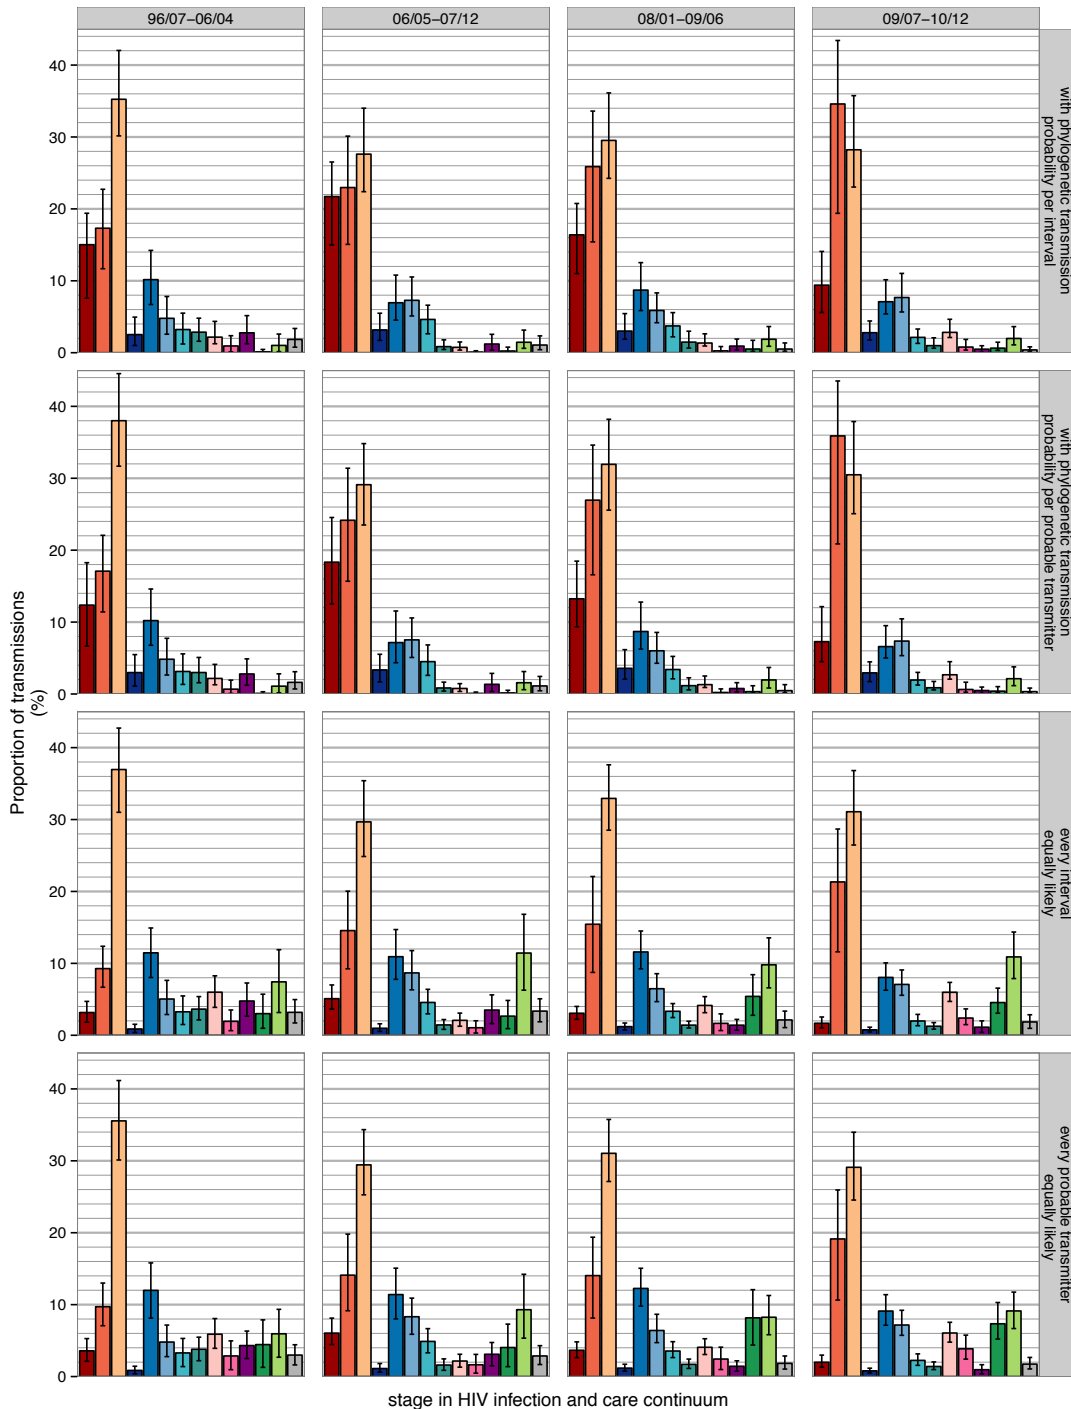 96/07−06/04
06/05−07/12
08/01−09/06
09/07−10/12
Proportion of transmissions
(%)
40
30
20
10
0
with phylogenetic transmission
probability per interval
40
30
20
10
0
with phylogenetic transmission
probability per probable transmitter
40
30
20
10
0
every interval
equally likely
40
30
20
10
0
every probable transmitter
equally likely
stage in HIV infection and care continuum